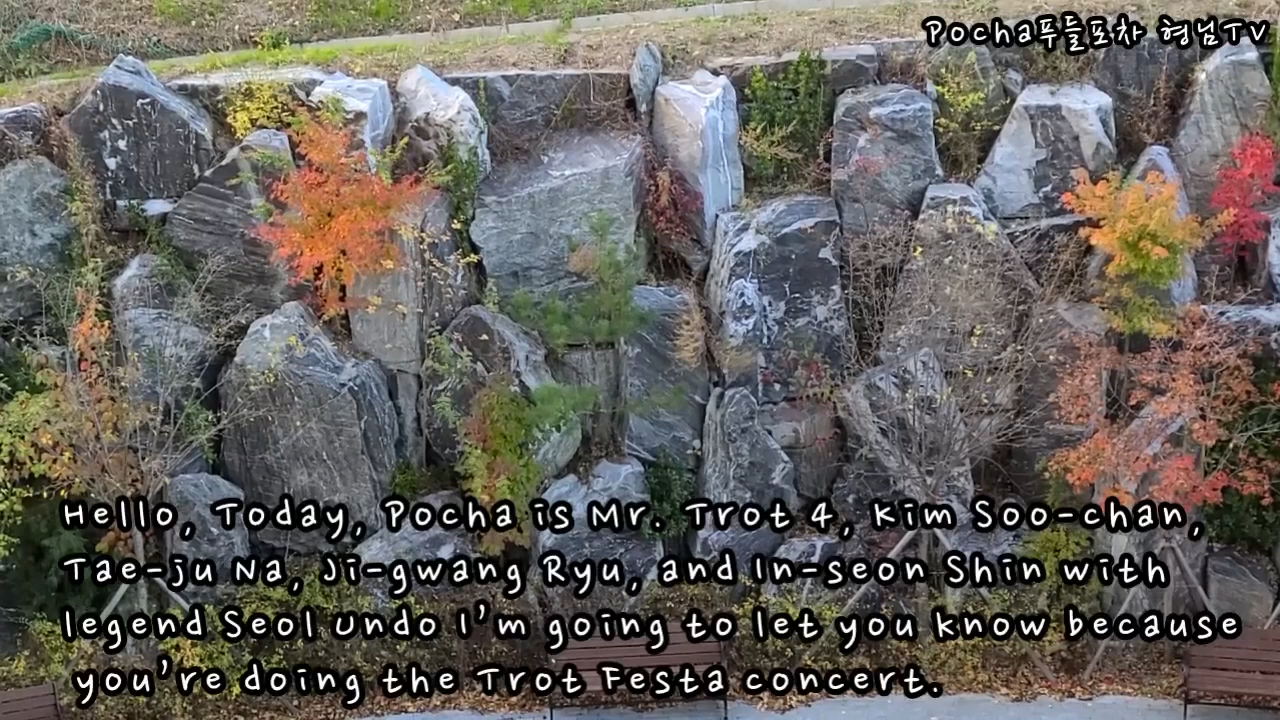 Pocha푸들포차 형님Tv
Hello, Today, Pocha is Mr. Trot 4, Kim Soo-chan,
Tae-ju Na, Ji-gwang Ryu, and In-seon Shin with
legend Seol Undo I'm going to let you know because
you're doing the Trot Festa concert.